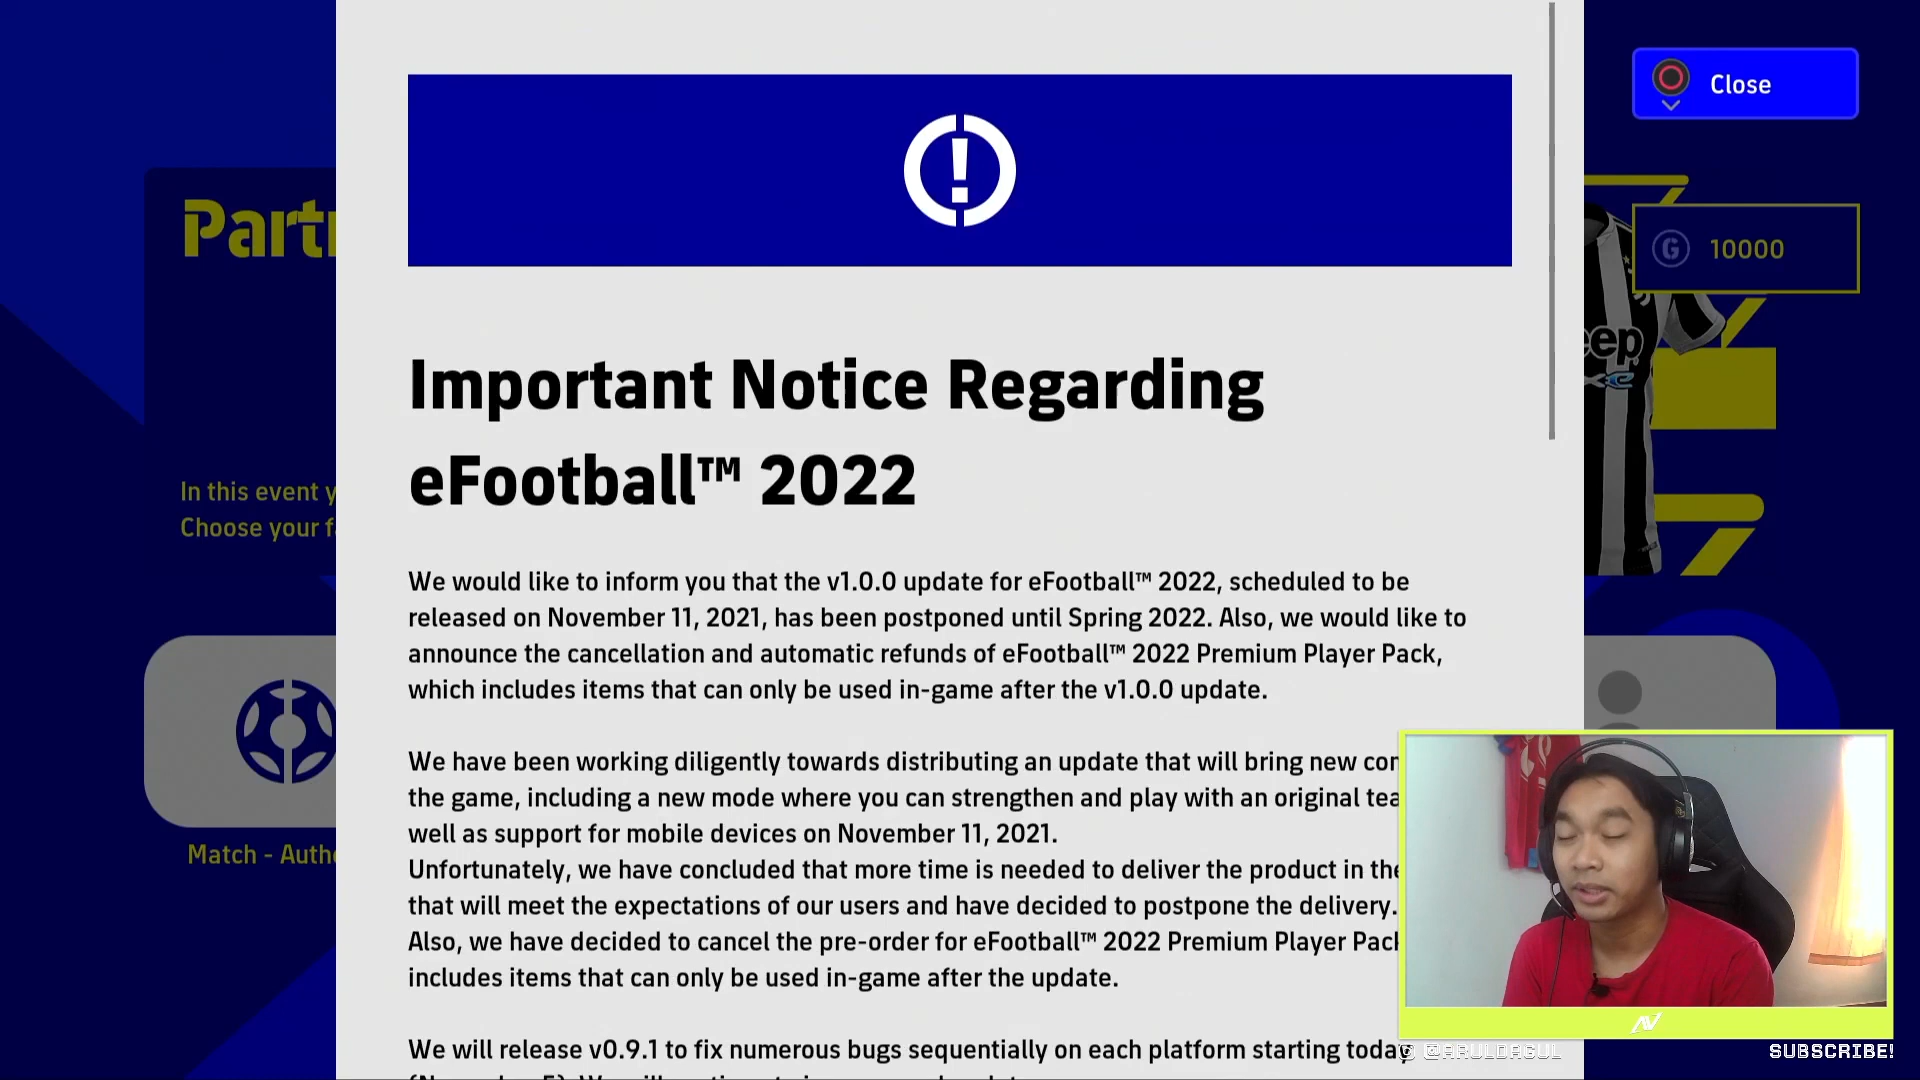 Close
Partn
G 10000
eep
Important Notice Regarding
eFootball™ 2022
In this event y
Choose your fa
We would like to inform you that the v1.0.0 update for eFootball™ 2022, scheduled to be
released on November 11, 2021, has been postponed until Spring 2022. Also, we would like to
announce the cancellation and automatic refunds of eFootball™ 2022 Premium Player Pack,
which includes items that can only be used in-game after the v1.0.0 update.
We have been working diligently towards distributing an update that will bring new con
the game, including a new mode where you can strengthen and play with an original tea
well as support for mobile devices on November 11, 2021.
Match - Authe
Unfortunately, we have concluded that more time is needed to deliver the product in the
that will meet the expectations of our users and have decided to postpone the delivery.
Also, we have decided to cancel the pre-order for eFootball™ 2022 Premium Player Pack
includes items that can only be used in-game after the update.
We will release v0.9.1 to fix numerous bugs sequentially on each platform starting today
@ARULDAGUL
SUBSCRIBE!